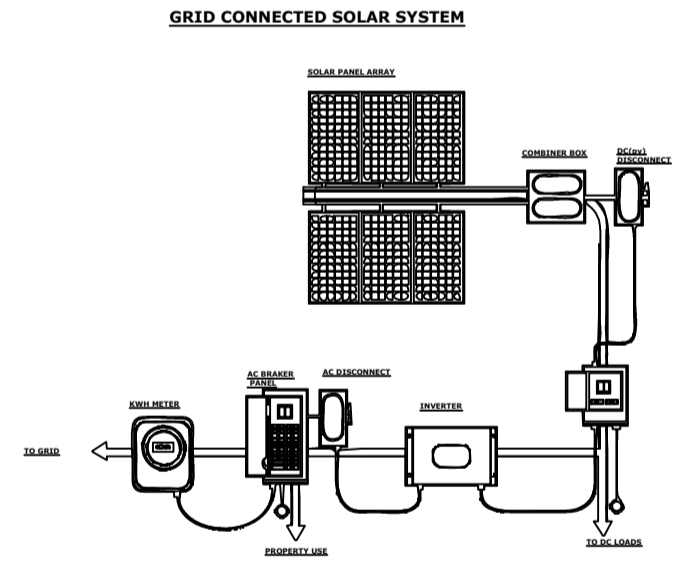 GRID CONNECTED SOLAR SYSTEM
SOLAR PANEL ARRAY
COMBINER BOX
DC(pv)
DISCONNECT
AC BRAKER
PANEL
AC DISCONNECT
KWH METER
INVERTER
TO GRID
TO DC LOADS
PROPERTY USE